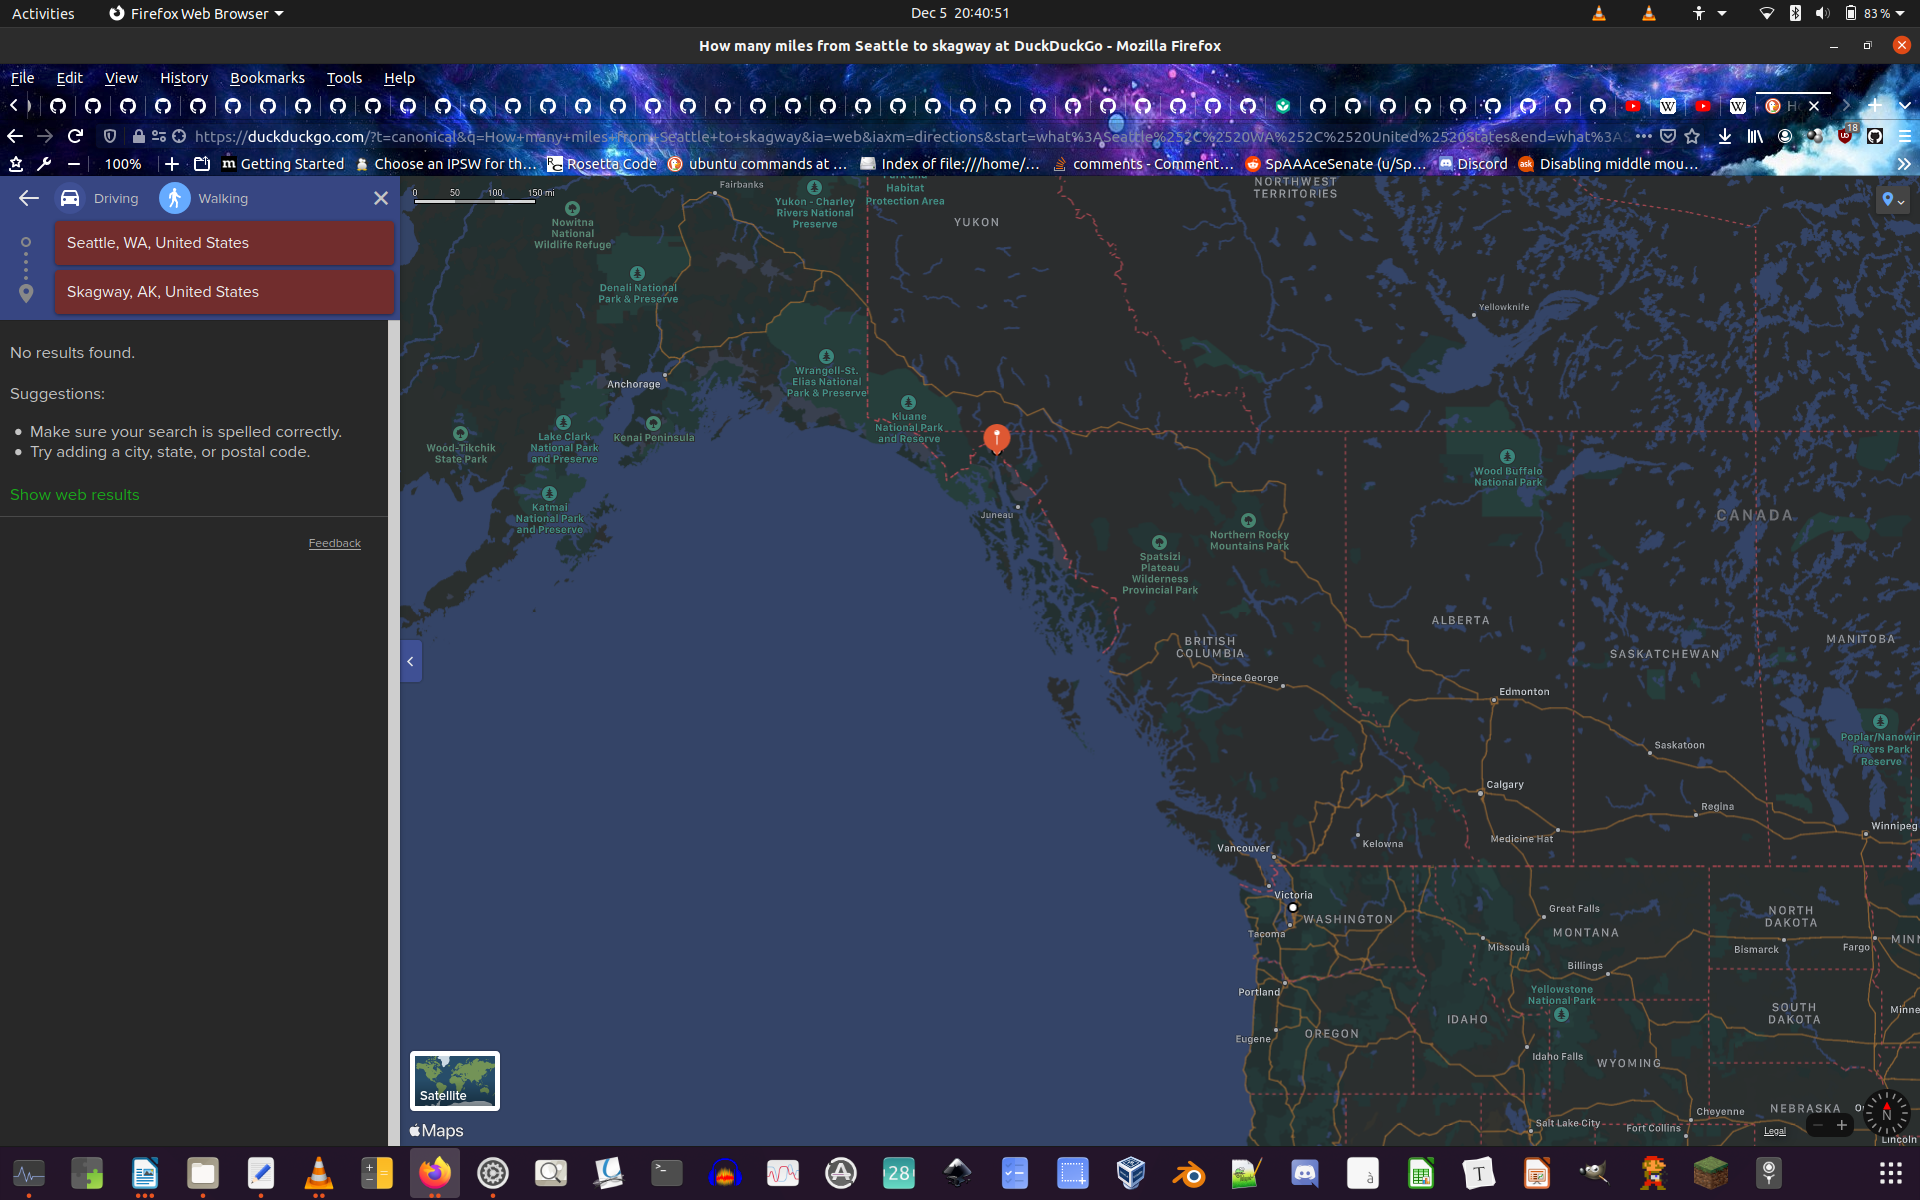 Activities
Firefox Web Browser
Dec 5 20:40:51
83 %
How many miles from Seattle to skagway at DuckDuckGo - Mozilla Firefox
File Edit View History Bookmarks Tools Help
https://duckduckgo.com/?t=canonical&q=How+many+miles+from+Seattle+to+skagway&ia=web&iaxm=directions&start=what%3ASeattle%252C%2520WA%252C%2520United%2520States&end=what%3AS
18
100%
Getting Started
Choose an IPSW for th…
Rosetta Code
ubuntu commands at …
Index of file:///home/…
comments - Comment…
SpAAAceSenate (u/Sp…
Discord
Disabling middle mou…
Driving
Walking
Seattle, WA, United States
Skagway, AK, United States
No results found.
Suggestions:
Make sure your search is spelled correctly.
Try adding a city, state, or postal code.
Show web results
Feedback
0 50 100 150 mi
Fairbanks
Yukon - Charley
Rivers National
Preserve
Habitat
Protection Area
YUKON
NORTHWEST
TERRITORIES
Nowitna
National
Wildlife Refuge
Denali National
Park & Preserve
Yellowknife
Wrangell-St.
Elias National
Park & Preserve
Anchorage
Kluane
National Park
and Reserve
Wood-Tikchik
State Park
Lake Clark
National Park
and Preserve
Kenai Peninsula
Wood Buffalo
National Park
Katmai
National Park
and Preserve
Juneau
CANADA
Northern Rocky
Mountains Park
Spatsizi
Plateau
Wilderness
Provincial Park
ALBERTA
BRITISH
COLUMBIA
SASKATCHEWAN
MANITOBA
Prince George
Edmonton
Saskatoon
Poplar/Nanowin
Rivers Park
Reserve
Calgary
Regina
Medicine Hat
Winnipeg
Vancouver
Kelowna
Victoria
WASHINGTON
Tacoma
Great Falls
MONTANA
Missoula
NORTH
DAKOTA
Bismarck
Fargo
MINN
Billings
Portland
Yellowstone
National Park
SOUTH
DAKOTA
Minne
IDAHO
OREGON
Eugene
Idaho Falls
WYOMING
Satellite
Maps
Salt Lake City
Cheyenne
Fort Collins
NEBRASKA
Legal
N
Lincoln
28